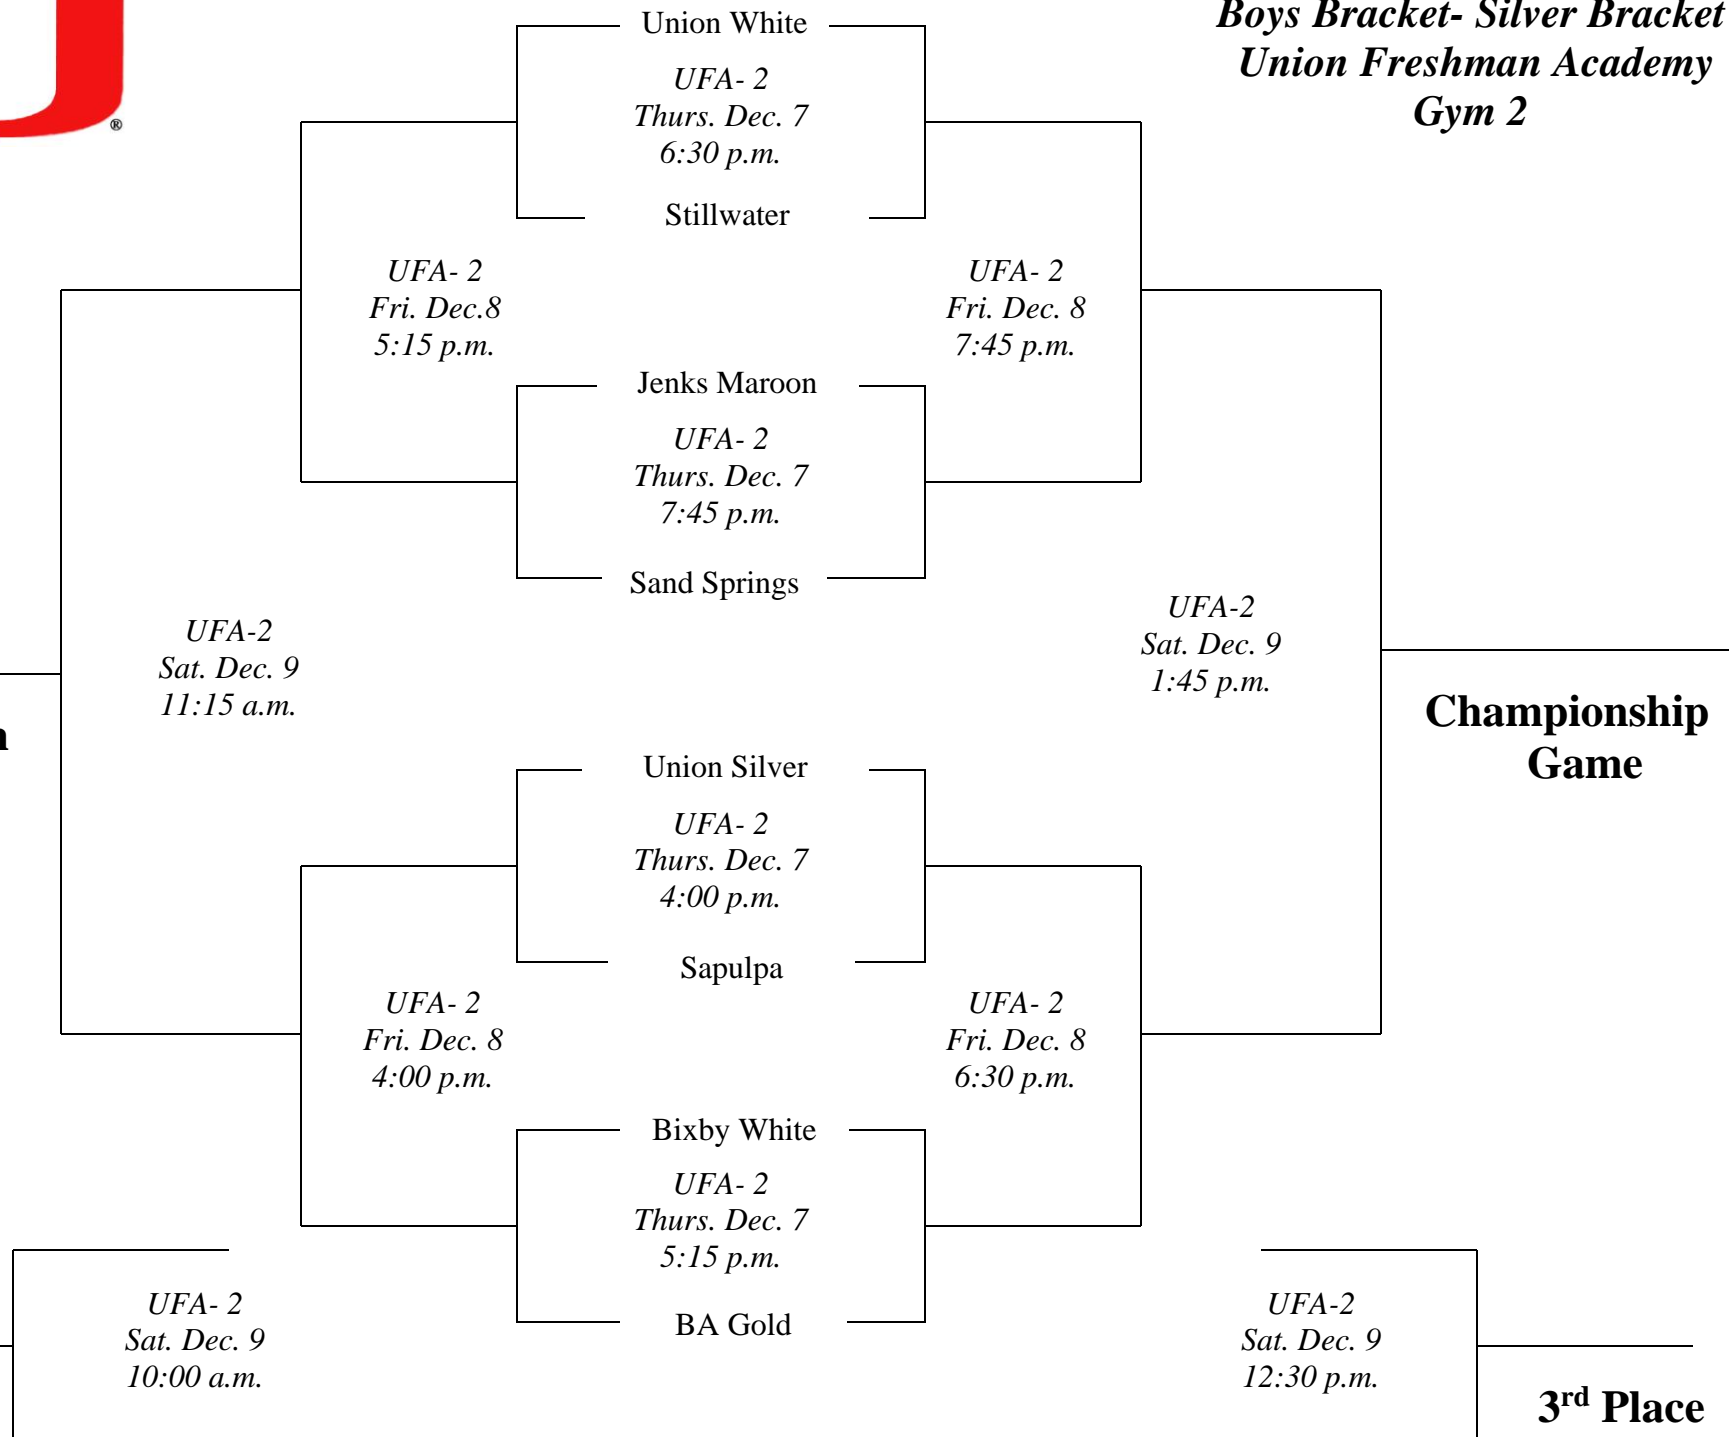 Boys Bracket- Silver Bracket
Union Freshman Academy
Gym 2
®
Union White
UFA- 2
Thurs. Dec. 7
6:30 p.m.
Stillwater
UFA- 2
Fri. Dec.8
5:15 p.m.
UFA- 2
Fri. Dec. 8
7:45 p.m.
Jenks Maroon
UFA- 2
Thurs. Dec. 7
7:45 p.m.
Sand Springs
UFA-2
Sat. Dec. 9
11:15 a.m.
UFA-2
Sat. Dec. 9
1:45 p.m.
Championship
Game
Union Silver
UFA- 2
Thurs. Dec. 7
4:00 p.m.
Sapulpa
UFA- 2
Fri. Dec. 8
4:00 p.m.
UFA- 2
Fri. Dec. 8
6:30 p.m.
Bixby White
UFA- 2
Thurs. Dec. 7
5:15 p.m.
BA Gold
UFA- 2
Sat. Dec. 9
10:00 a.m.
UFA-2
Sat. Dec. 9
12:30 p.m.
3rd Place